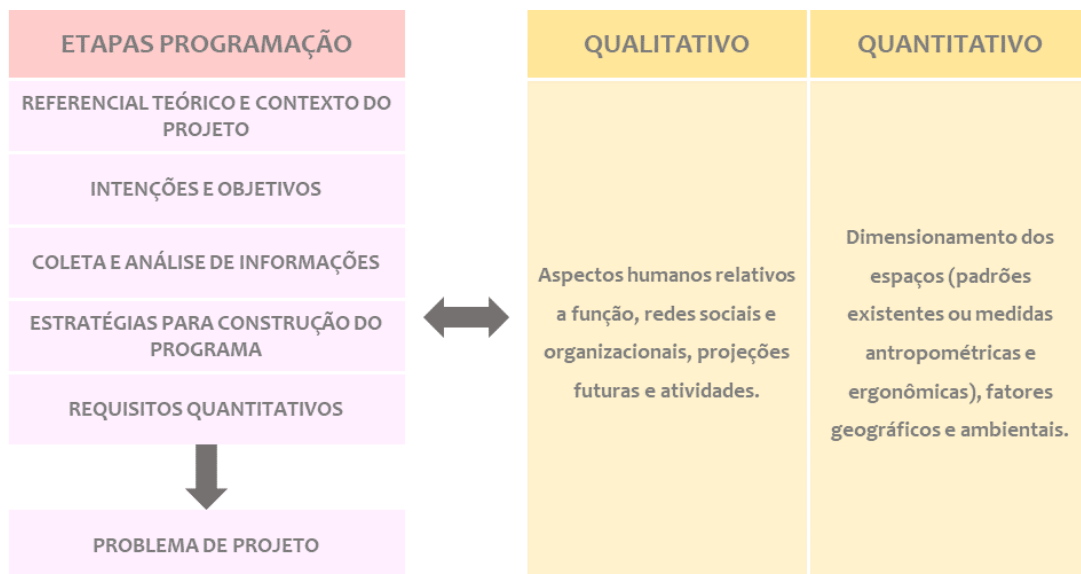 ETAPAS PROGRAMAÇÃO
REFERENCIAL TEÓRICO E CONTEXTO DO
PROJETO
INTENÇÕES E OBJETIVOS
COLETA E ANÁLISE DE INFORMAÇÕES
ESTRATÉGIAS PARA CONSTRUÇÃO DO
PROGRAMA
REQUISITOS QUANTITATIVOS
PROBLEMA DE PROJETO
QUALITATIVO
Aspectos humanos relativos
a função, redes sociais e
organizacionais, projeções
futuras e atividades.
QUANTITATIVO
Dimensionamento dos
espaços (padrões
existentes ou medidas
antropométricas e
ergonômicas), fatores
geográficos e ambientais.